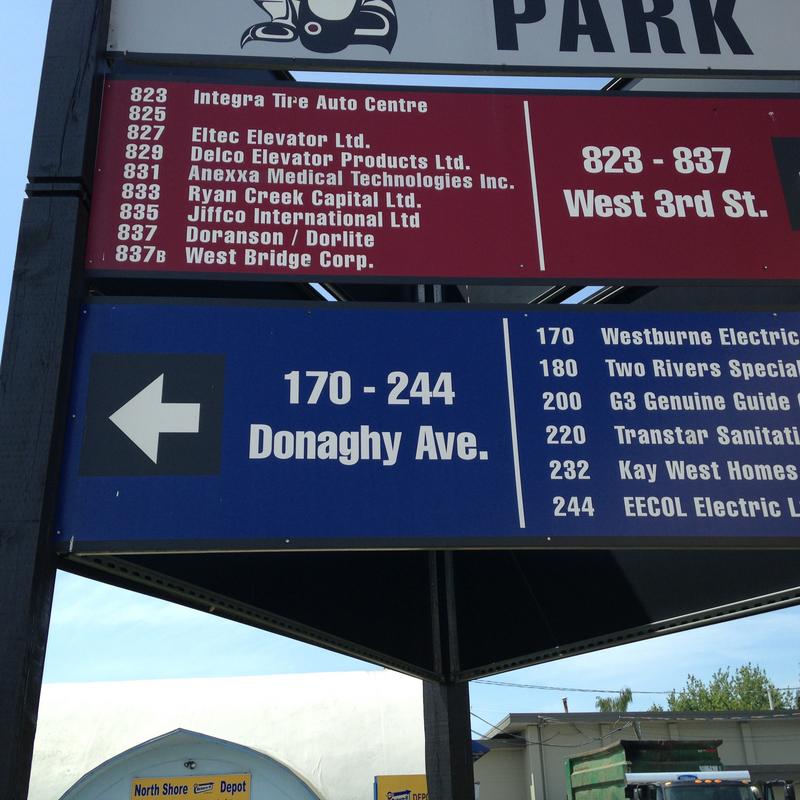 PARK
823 Integra Tire Auto Centre
825
827 Eltec Elevator Ltd.
829 Delco Elevator Products Ltd.
831 Anexxa Medical Technologies Inc.
833 Ryan Creek Capital Ltd.
835 Jiffco International Ltd
837 Doranson / Dorlite
837B West Bridge Corp.
823 - 837
West 3rd St.
170 - 244
Donaghy Ave.
170 Westburne Electric
180 Two Rivers Special
200 G3 Genuine Guide
220 Transtar Sanitati
232 Kay West Homes
244 EECOL Electric L
North Shore Depot
DEPO